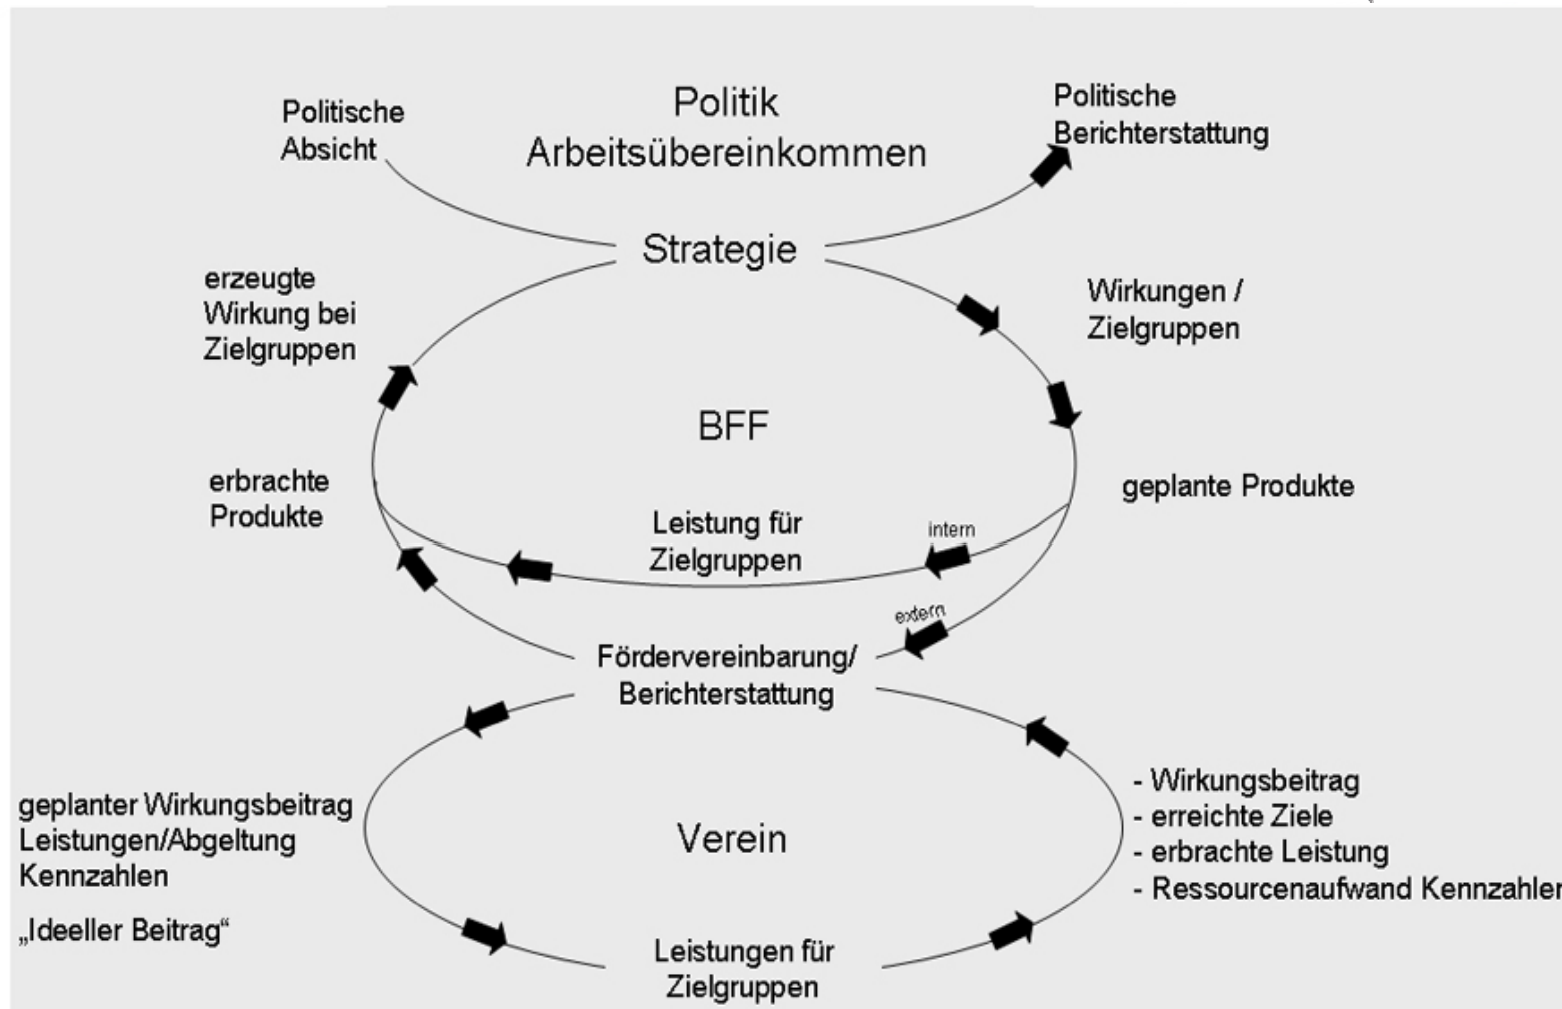 Politische
Absicht
Politik
Arbeitsübereinkommen
Politische
Berichterstattung
Strategie
erzeugte
Wirkung bei
Zielgruppen
Wirkungen /
Zielgruppen
BFF
erbrachte
Produkte
geplante Produkte
Leistung für
Zielgruppen
intern
extern
Fördervereinbarung/
Berichterstattung
geplanter Wirkungsbeitrag
Leistungen/Abgeltung
Kennzahlen
„Ideeller Beitrag“
Verein
- Wirkungsbeitrag
- erreichte Ziele
- erbrachte Leistung
- Ressourcenaufwand Kennzahlen
Leistungen für
Zielgruppen